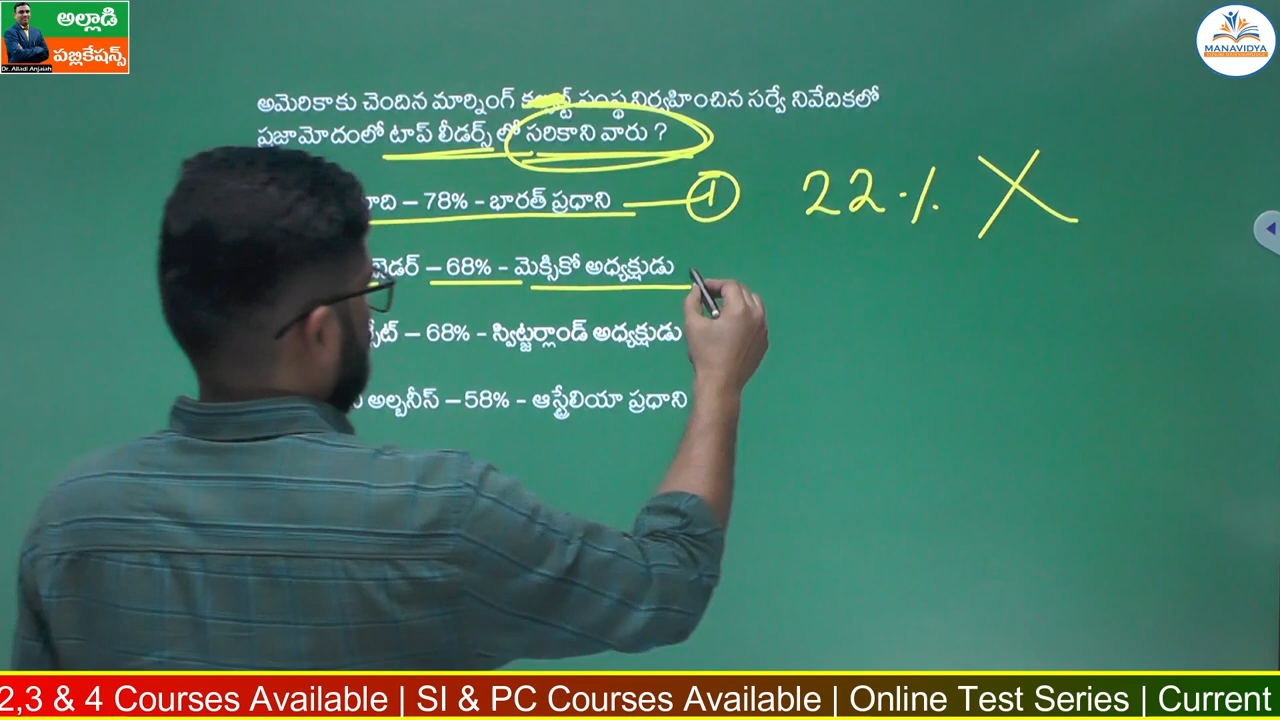 అల్లాడి
పబ్లికేషన్స్
Dr. Alladi Anjaiah
MANAVIDYA
అమెరికాకు చెందిన మార్నింగ్ కన్సల్ట్ సంస్థ నిర్వహించిన సర్వే నివేదికలో
ప్రజామోదంలో టాప్ లీడర్స్ లో సరికాని వారు ?
– 78% - భారత్ ప్రధాని 1 22%
– 68% - మెక్సికో అధ్యక్షుడు
– 68% - స్విట్జర్లాండ్ అధ్యక్షుడు
అల్బనీస్ – 58% - ఆస్ట్రేలియా ప్రధాని
2,3 & 4 Courses Available | SI & PC Courses Available | Online Test Series | Current